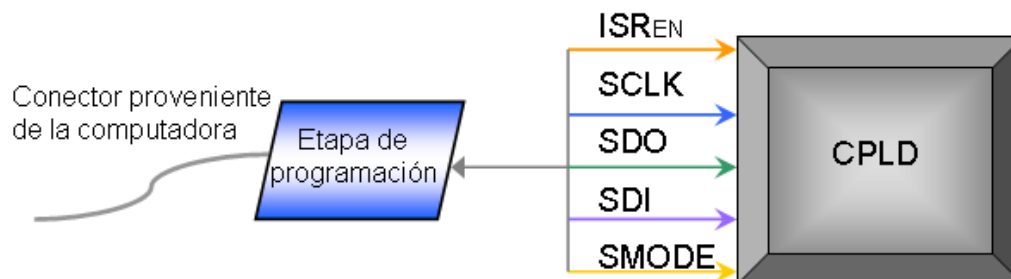 Conector proveniente
de la computadora
Etapa de
programación
ISREN
SCLK
SDO
SDI
SMODE
CPLD